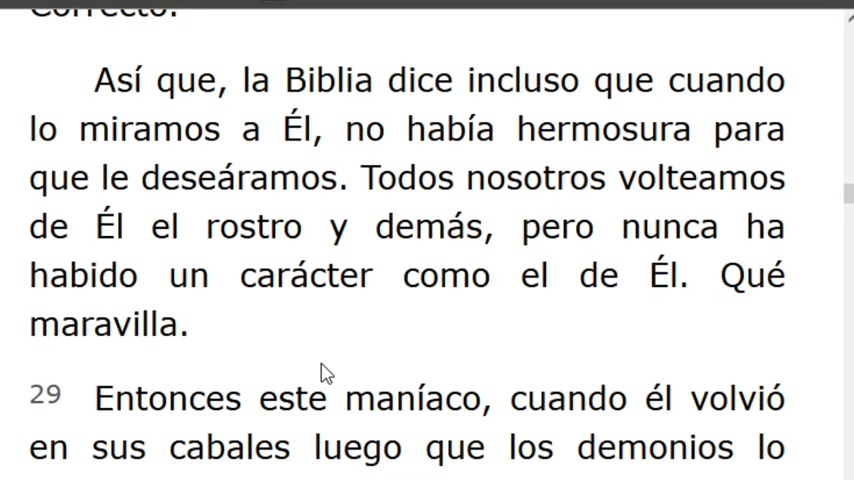 Correcto.
Así que, la Biblia dice incluso que cuando
lo miramos a Él, no había hermosura para
que le deseáramos. Todos nosotros volteamos
de Él el rostro y demás, pero nunca ha
habido un carácter como el de Él. Qué
maravilla.
29 Entonces este maníaco, cuando él volvió
en sus cabales luego que los demonios lo